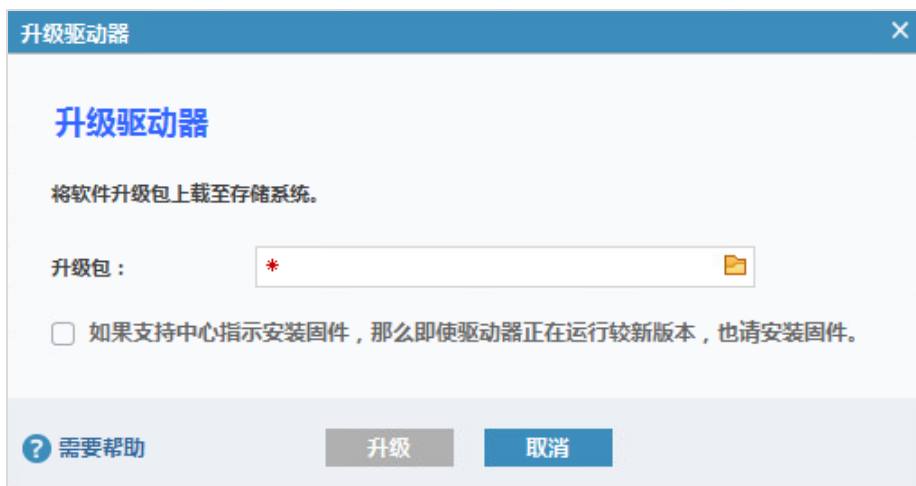 升级驱动器
升级驱动器
将软件升级包上载至存储系统。
升级包：
*
如果支持中心指示安装固件，那么即使驱动器正在运行较新版本，也请安装固件。
? 需要帮助
升级
取消